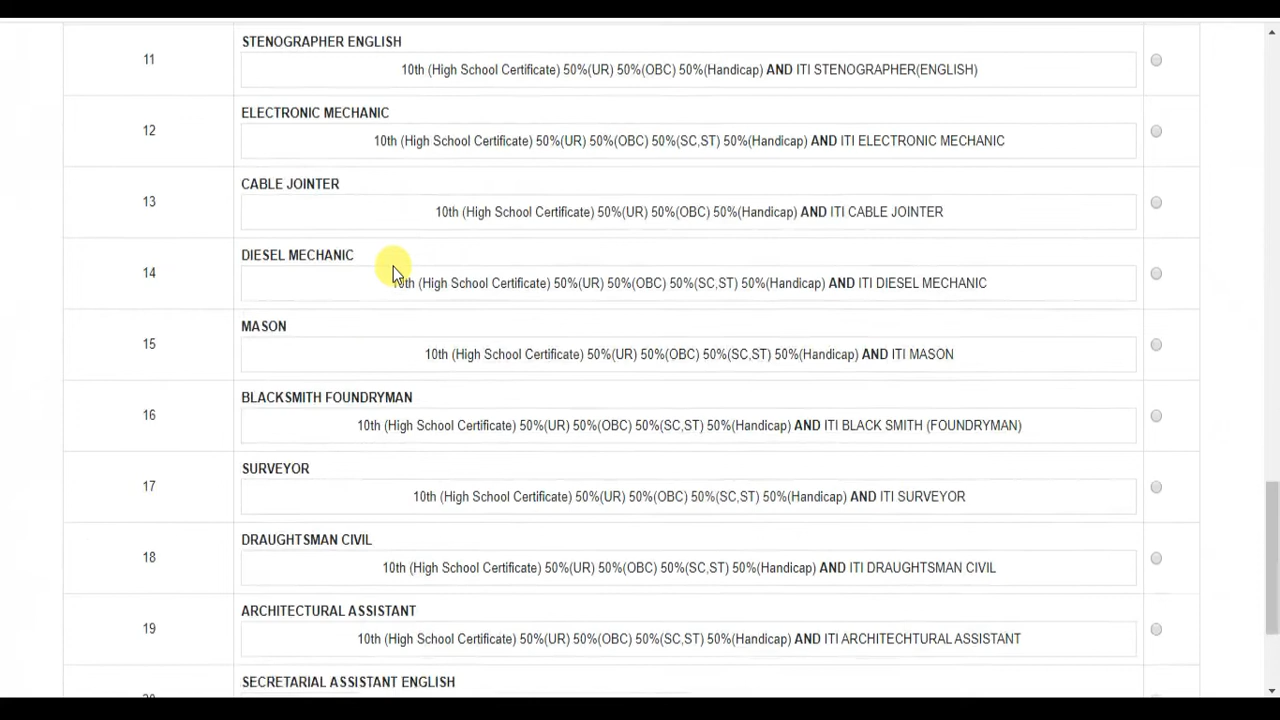 STENOGRAPHER ENGLISH
11
10th (High School Certificate) 50%(UR) 50%(OBC) 50%(Handicap) AND ITI STENOGRAPHER(ENGLISH)
ELECTRONIC MECHANIC
12
10th (High School Certificate) 50%(UR) 50%(OBC) 50%(SC,ST) 50%(Handicap) AND ITI ELECTRONIC MECHANIC
CABLE JOINTER
13
10th (High School Certificate) 50%(UR) 50%(OBC) 50%(Handicap) AND ITI CABLE JOINTER
DIESEL MECHANIC
14
10th (High School Certificate) 50%(UR) 50%(OBC) 50%(SC,ST) 50%(Handicap) AND ITI DIESEL MECHANIC
MASON
15
10th (High School Certificate) 50%(UR) 50%(OBC) 50%(SC,ST) 50%(Handicap) AND ITI MASON
BLACKSMITH FOUNDRYMAN
16
10th (High School Certificate) 50%(UR) 50%(OBC) 50%(SC,ST) 50%(Handicap) AND ITI BLACK SMITH (FOUNDRYMAN)
SURVEYOR
17
10th (High School Certificate) 50%(UR) 50%(OBC) 50%(SC,ST) 50%(Handicap) AND ITI SURVEYOR
DRAUGHTSMAN CIVIL
18
10th (High School Certificate) 50%(UR) 50%(OBC) 50%(SC,ST) 50%(Handicap) AND ITI DRAUGHTSMAN CIVIL
ARCHITECTURAL ASSISTANT
19
10th (High School Certificate) 50%(UR) 50%(OBC) 50%(SC,ST) 50%(Handicap) AND ITI ARCHITECHTURAL ASSISTANT
SECRETARIAL ASSISTANT ENGLISH